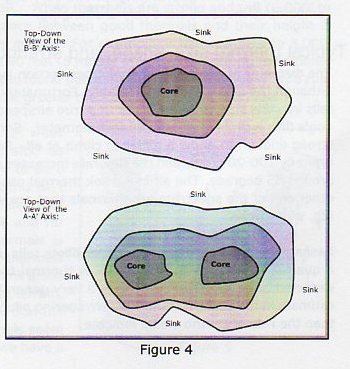 Top-Down
View of the
B-B' Axis:
Sink
Sink
Sink
Core
Sink
Sink
Top-Down
View of the
A-A' Axis:
Sink
Core
Core
Sink
Sink
Sink
Figure 4